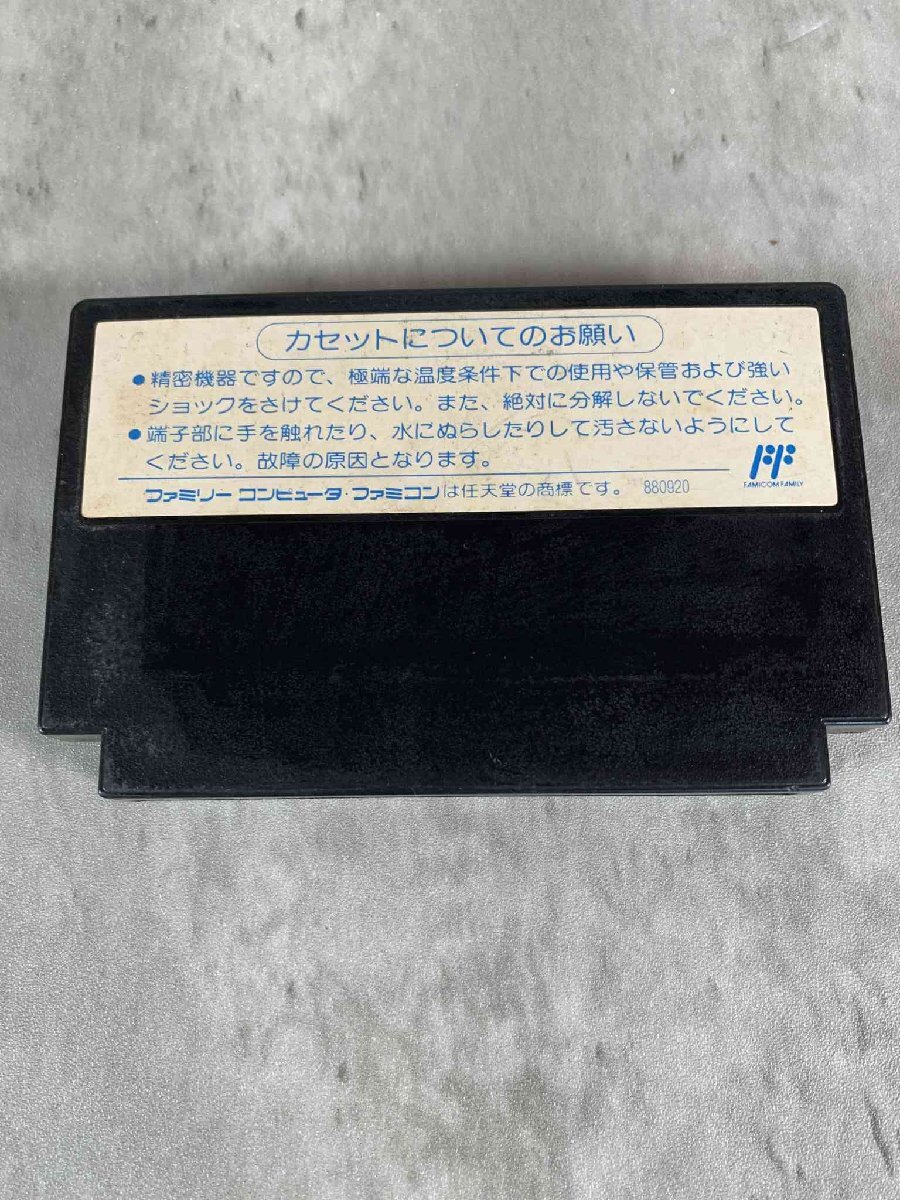 カセットについてのお願い
●精密機器ですので、極端な温度条件下での使用や保管および強い
ショックをさけてください。また、絶対に分解しないでください。
●端子部に手を触れたり、水にぬらしたりして汚さないようにして
ください。故障の原因となります。
FF
FAMICOM FAMILY
ファミリー コンピュータ・ファミコンは任天堂の商標です。 880920